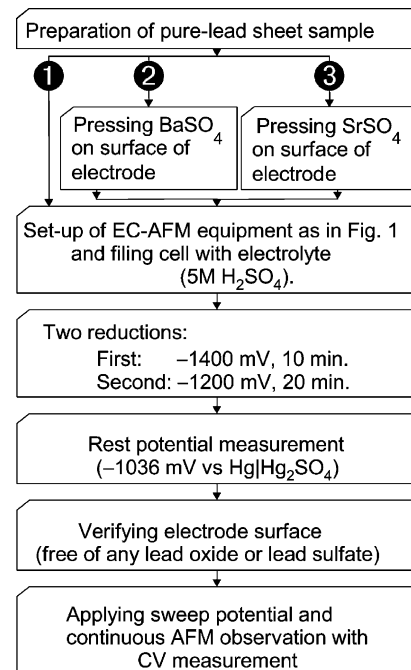 Preparation of pure-lead sheet sample
1 2 3
Pressing BaSO4
on surface of
electrode
Pressing SrSO4
on surface of
electrode
Set-up of EC-AFM equipment as in Fig. 1
and filing cell with electrolyte
(5M H2SO4).
Two reductions:
First: −1400 mV, 10 min.
Second: −1200 mV, 20 min.
Rest potential measurement
(−1036 mV vs Hg|Hg2SO4)
Verifying electrode surface
(free of any lead oxide or lead sulfate)
Applying sweep potential and
continuous AFM observation with
CV measurement